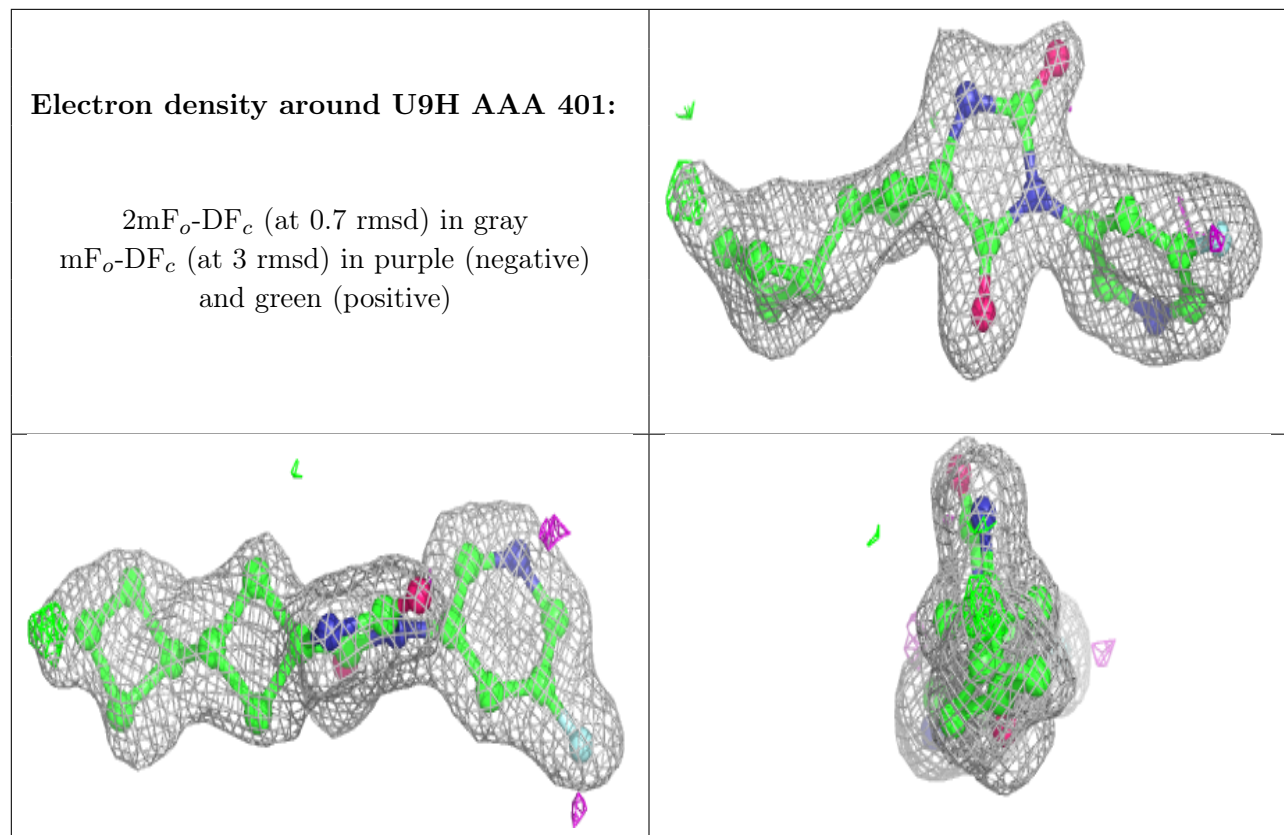 Electron density around U9H AAA 401:
2mFo-DFc (at 0.7 rmsd) in gray
mFo-DFc (at 3 rmsd) in purple (negative)
and green (positive)